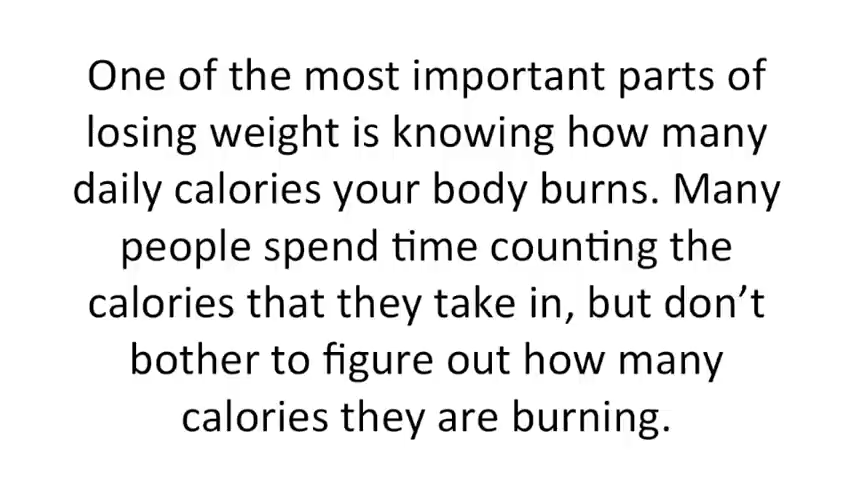 One of the most important parts of
losing weight is knowing how many
daily calories your body burns. Many
people spend time counting the
calories that they take in, but don’t
bother to figure out how many
calories they are burning.